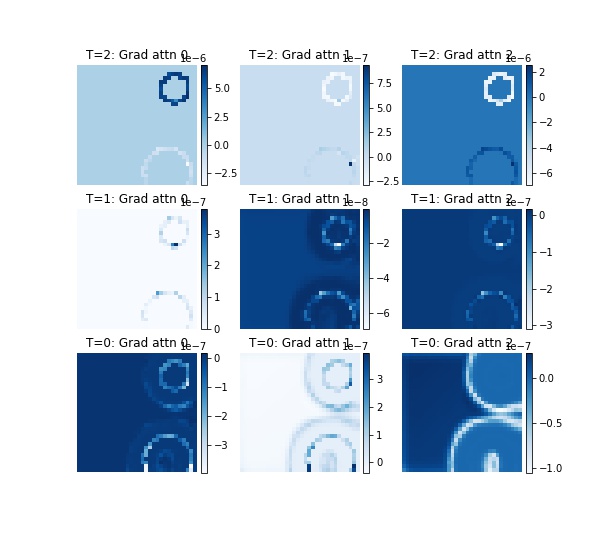 T=2: Grad attn 0
1e−6
T=2: Grad attn 1
1e−7
T=2: Grad attn 2
1e−6
5.0
2.5
0.0
−2.5
7.5
5.0
2.5
0.0
−2.5
2
0
−2
−4
−6
T=1: Grad attn 0
1e−7
T=1: Grad attn 1
1e−8
T=1: Grad attn 2
1e−7
3
2
1
0
−2
−4
−6
0
−1
−2
−3
T=0: Grad attn 0
1e−7
T=0: Grad attn 1
1e−7
T=0: Grad attn 2
1e−7
0
−1
−2
−3
3
2
1
0
0.0
−0.5
−1.0